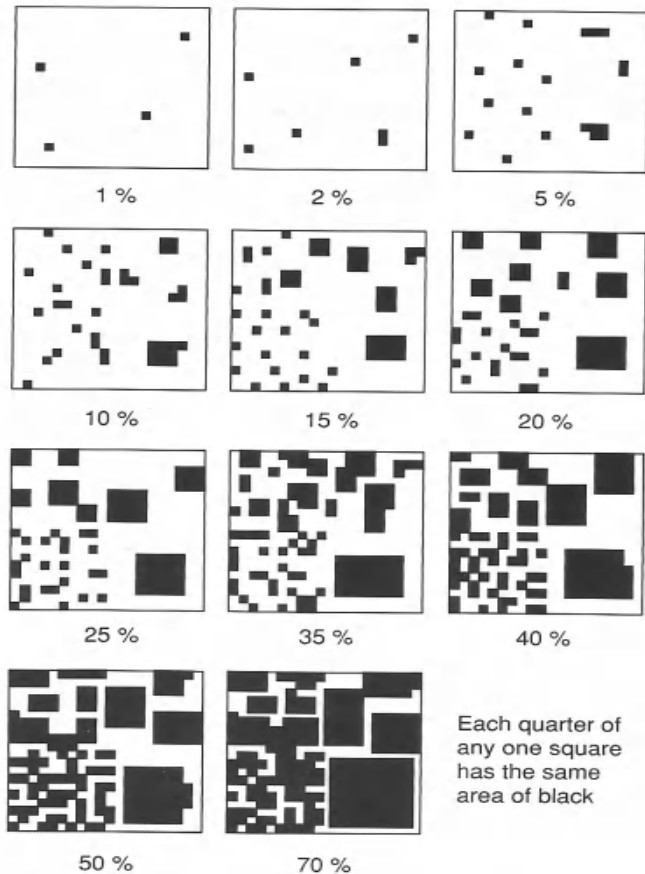 1 %
2 %
5 %
10 %
15 %
20 %
25 %
35 %
40 %
Each quarter of
any one square
has the same
area of black
50 %
70 %